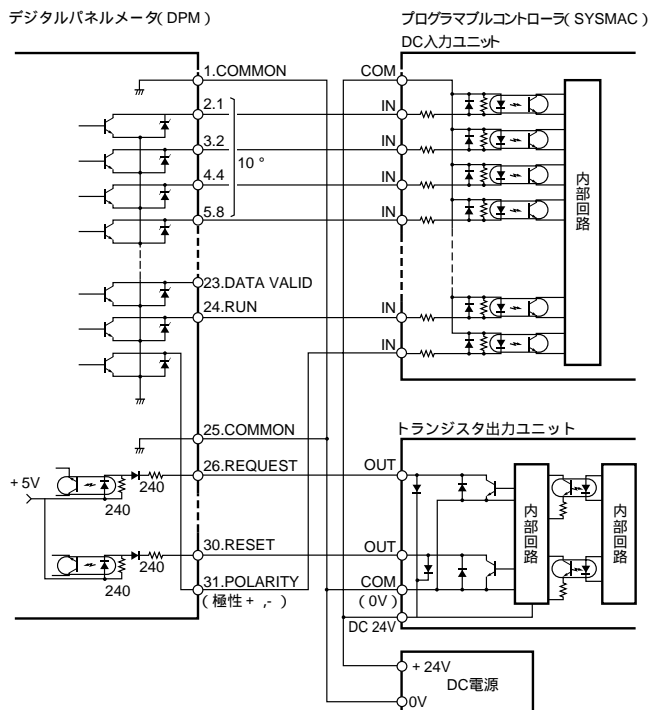 デジタルパネルメータ(DPM)
プログラマブルコントローラ(SYSMAC)
DC入力ユニット
1.COMMON
COM
2.1
IN
3.2
IN
10 °
4.4
IN
5.8
IN
内部回路
23.DATA VALID
24.RUN
IN
IN
25.COMMON
トランジスタ出力ユニット
26.REQUEST
OUT
+5V
240
240
内部回路
内部回路
30.RESET
OUT
240
240
31.POLARITY
COM
(極性+ ,- )
(0V)
DC 24V
+24V
DC電源
0V